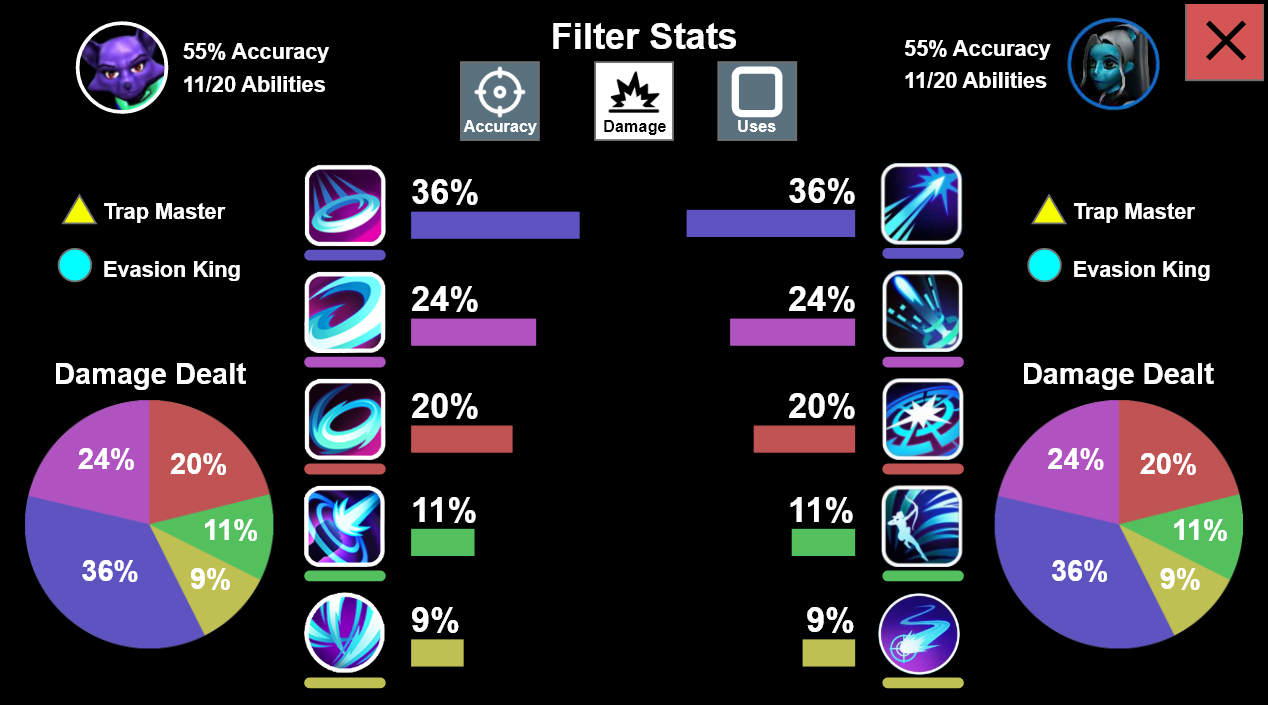 Filter Stats
55% Accuracy
11/20 Abilities
55% Accuracy
11/20 Abilities
Accuracy
Damage
Uses
Trap Master
Evasion King
36%
24%
20%
11%
9%
36%
24%
20%
11%
9%
Trap Master
Evasion King
Damage Dealt
24%
20%
11%
36%
9%
Damage Dealt
24%
20%
11%
36%
9%